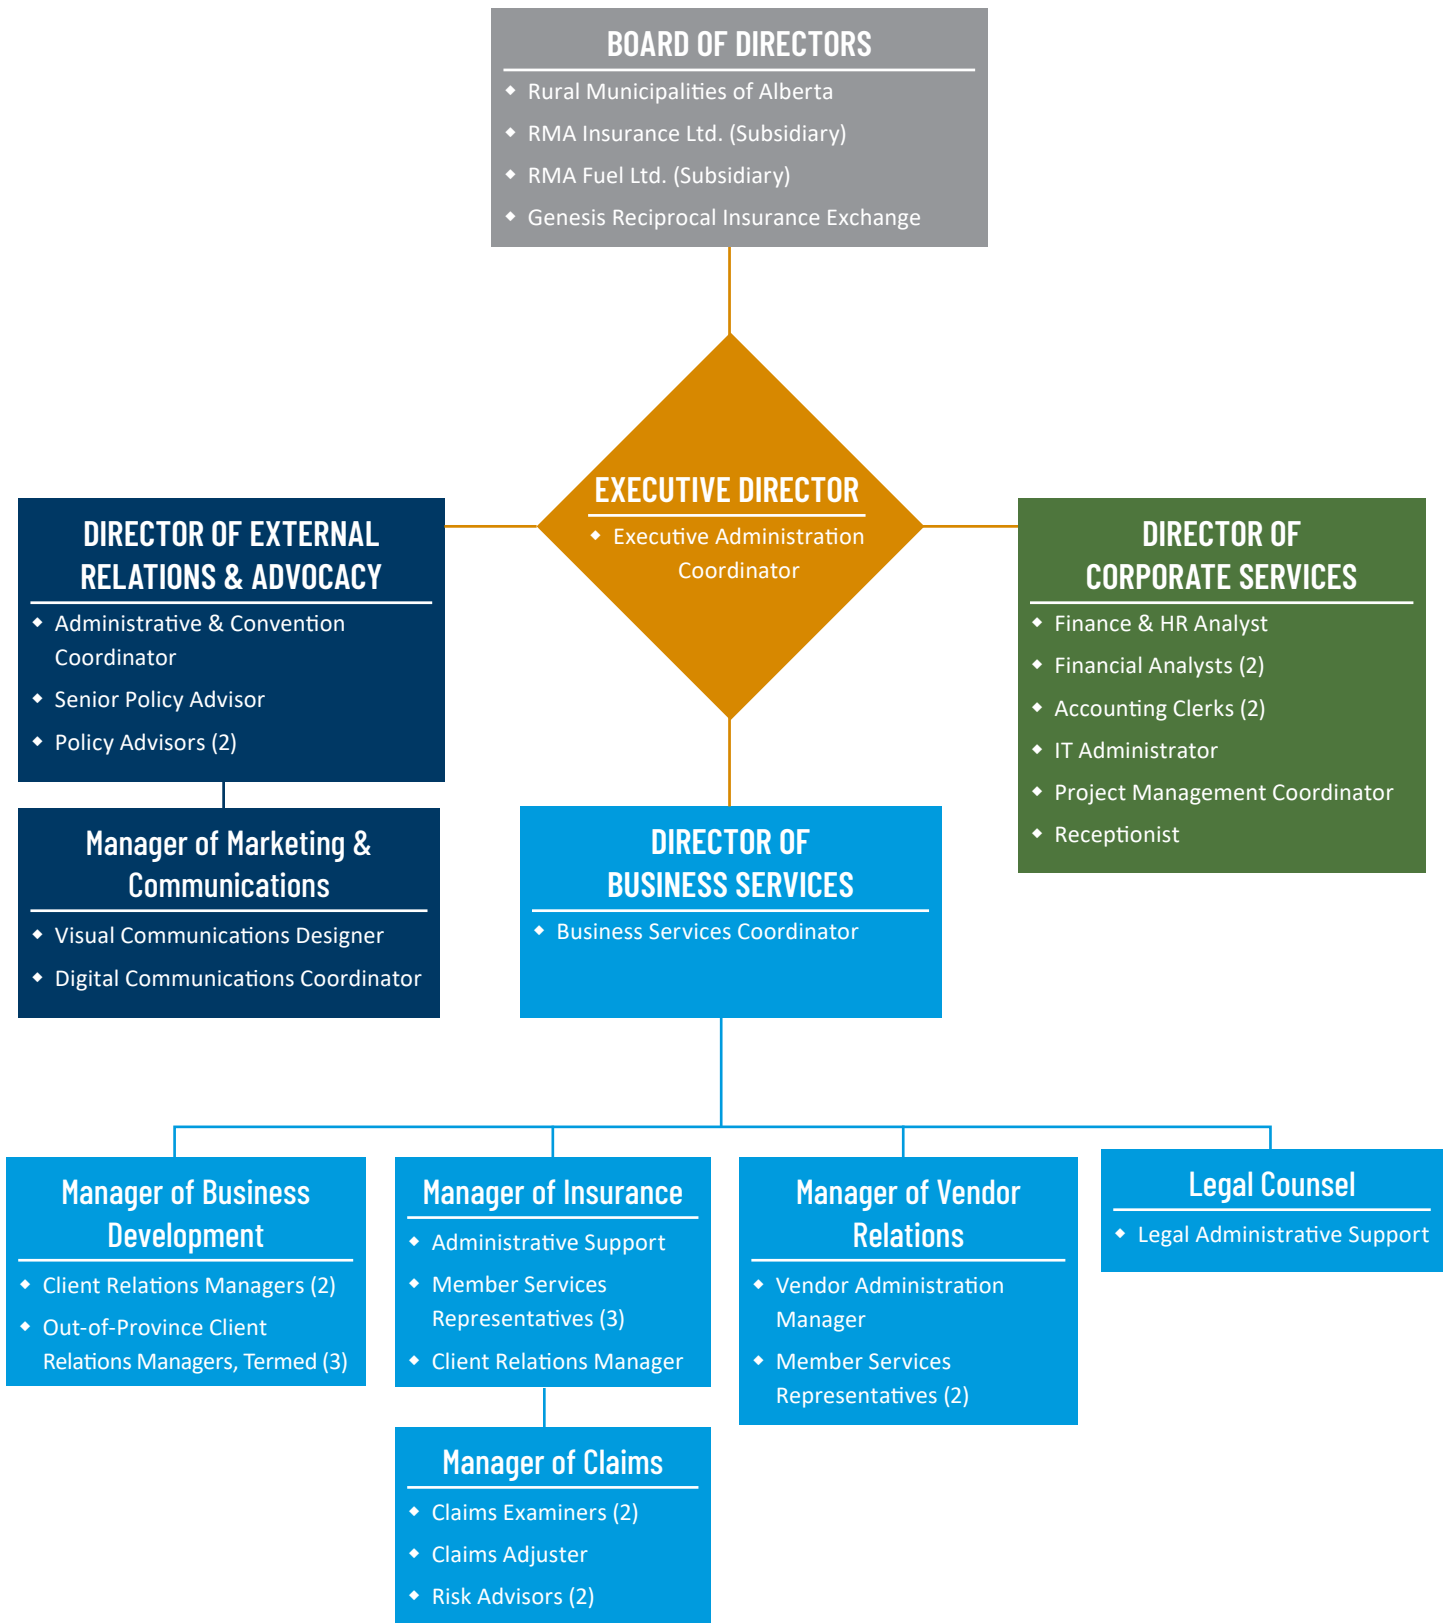 BOARD OF DIRECTORS
◆ Rural Municipalities of Alberta
◆ RMA Insurance Ltd. (Subsidiary)
◆ RMA Fuel Ltd. (Subsidiary)
◆ Genesis Reciprocal Insurance Exchange
EXECUTIVE DIRECTOR
◆ Executive Administration
Coordinator
DIRECTOR OF EXTERNAL
RELATIONS & ADVOCACY
◆ Administrative & Convention
Coordinator
◆ Senior Policy Advisor
◆ Policy Advisors (2)
Manager of Marketing &
Communications
◆ Visual Communications Designer
◆ Digital Communications Coordinator
DIRECTOR OF
BUSINESS SERVICES
◆ Business Services Coordinator
DIRECTOR OF
CORPORATE SERVICES
◆ Finance & HR Analyst
◆ Financial Analysts (2)
◆ Accounting Clerks (2)
◆ IT Administrator
◆ Project Management Coordinator
◆ Receptionist
Manager of Business
Development
◆ Client Relations Managers (2)
◆ Out-of-Province Client
Relations Managers, Termed (3)
Manager of Insurance
◆ Administrative Support
◆ Member Services
Representatives (3)
◆ Client Relations Manager
Manager of Claims
◆ Claims Examiners (2)
◆ Claims Adjuster
◆ Risk Advisors (2)
Manager of Vendor
Relations
◆ Vendor Administration
Manager
◆ Member Services
Representatives (2)
Legal Counsel
◆ Legal Administrative Support